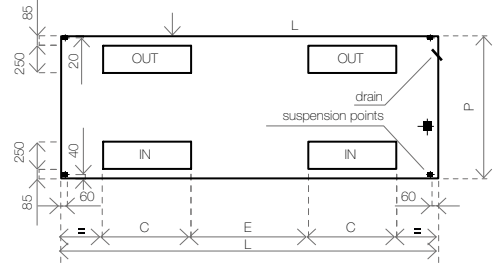 85
L
250
20
OUT
OUT
drain
suspension points
P
250
40
IN
IN
85
60
60
=
C
E
C
=
L